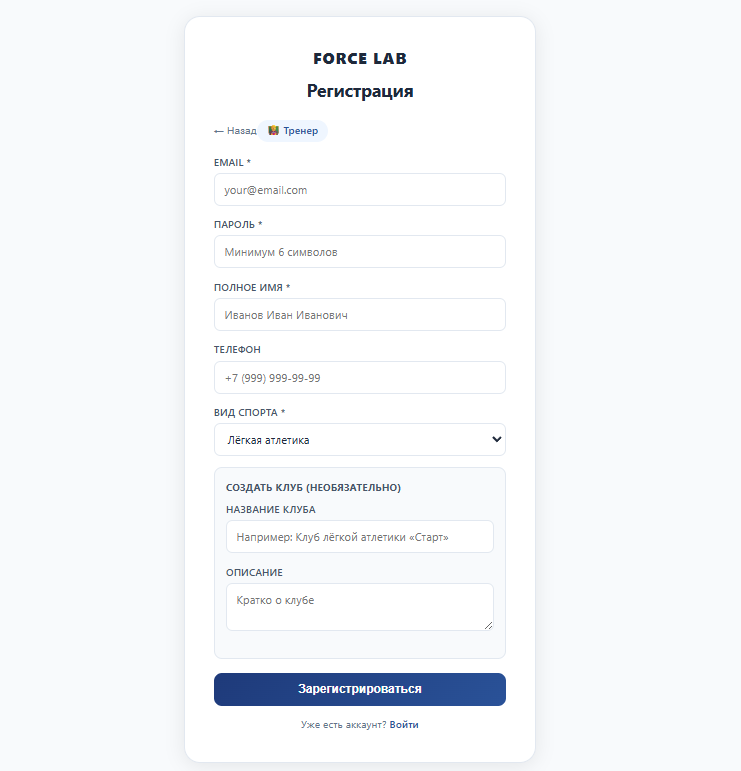 FORCE LAB
Регистрация
← Назад Тренер
EMAIL *
your@email.com
ПАРОЛЬ *
Минимум 6 символов
ПОЛНОЕ ИМЯ *
Иванов Иван Иванович
ТЕЛЕФОН
+7 (999) 999-99-99
ВИД СПОРТА *
Лёгкая атлетика
СОЗДАТЬ КЛУБ (НЕОБЯЗАТЕЛЬНО)
НАЗВАНИЕ КЛУБА
Например: Клуб лёгкой атлетики «Старт»
ОПИСАНИЕ
Кратко о клубе
Зарегистрироваться
Уже есть аккаунт? Войти